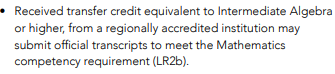 • Received transfer credit equivalent to Intermediate Algebra
or higher, from a regionally accredited institution may
submit official transcripts to meet the Mathematics
competency requirement (LR2b).